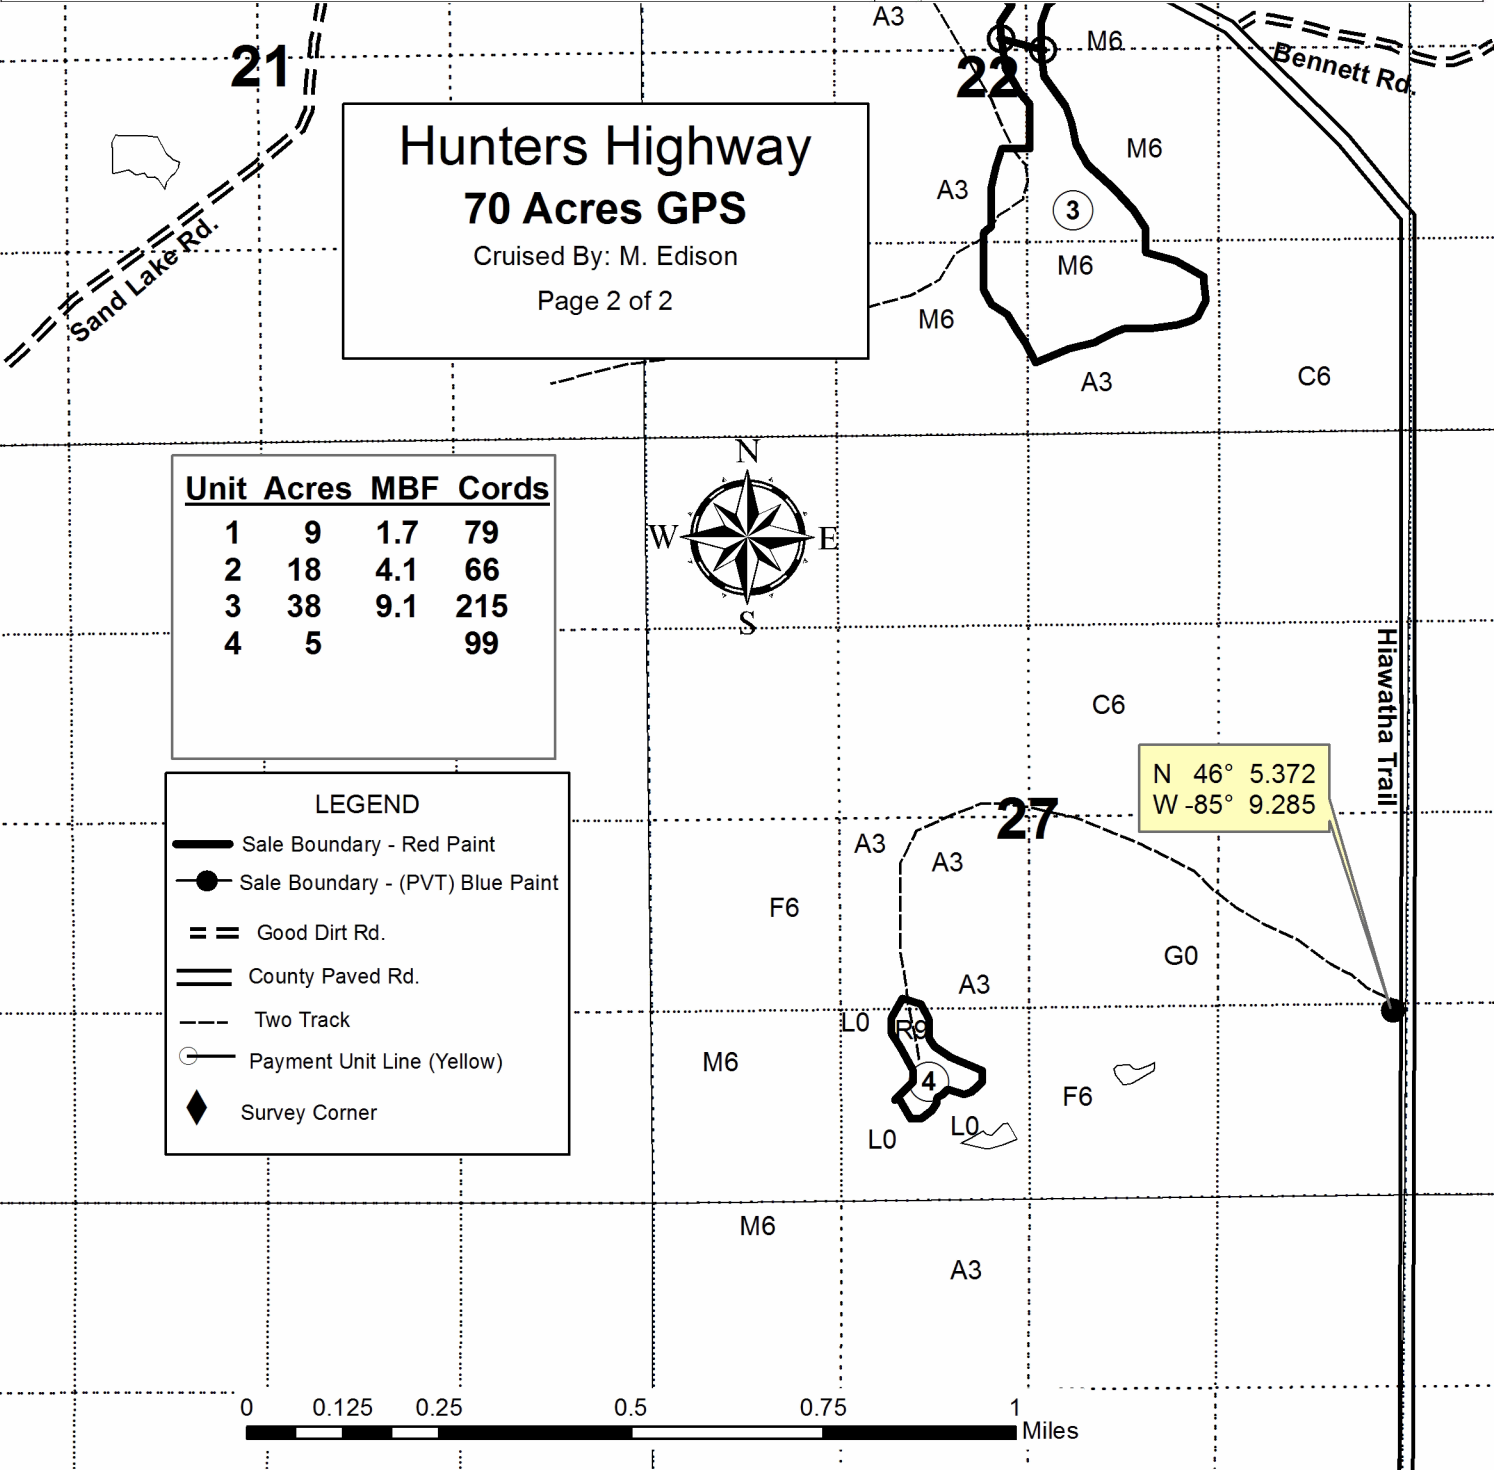 A3
M6
21
22
Bennett Rd.
Hunters Highway
70 Acres GPS
Cruised By: M. Edison
Page 2 of 2
M6
A3
3
Sand Lake Rd.
M6
M6
A3
C6
N
W
E
S
Unit Acres MBF Cords
1 9 1.7 79
2 18 4.1 66
3 38 9.1 215
4 5 99
Hiawatha Trail
C6
N 46° 5.372
W -85° 9.285
27
LEGEND
Sale Boundary - Red Paint
Sale Boundary - (PVT) Blue Paint
Good Dirt Rd.
County Paved Rd.
Two Track
Payment Unit Line (Yellow)
Survey Corner
A3
A3
F6
G0
A3
L0
R9
M6
4
F6
L0
L0
M6
A3
0 0.125 0.25 0.5 0.75 1
Miles